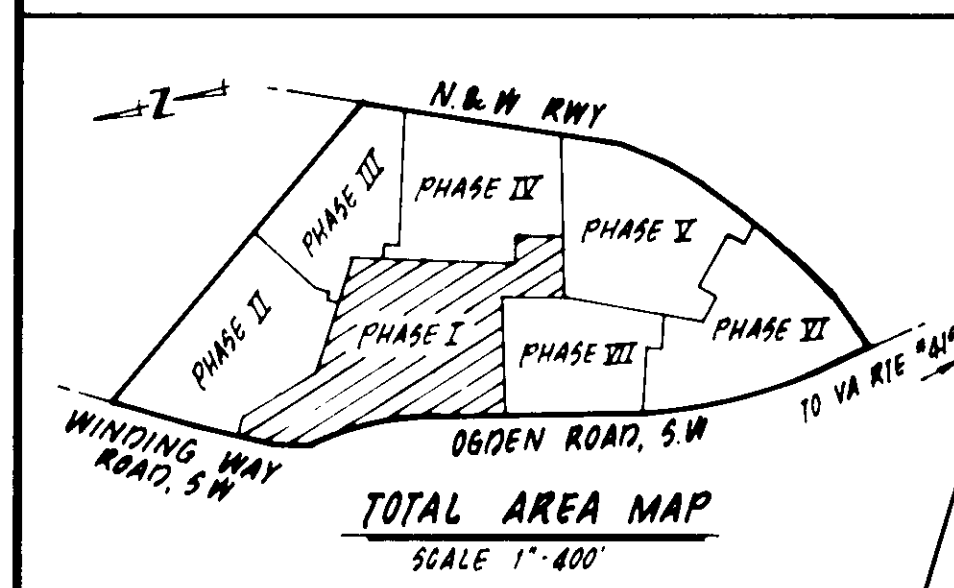 Z
N. & W RWY
PHASE III
PHASE IV
PHASE V
PHASE II
PHASE I
PHASE VII
PHASE VI
TO VA RTE
WINDING WAY
ROAD, SW
OGDEN ROAD, S.W
TOTAL AREA MAP
SCALE 1"-400'